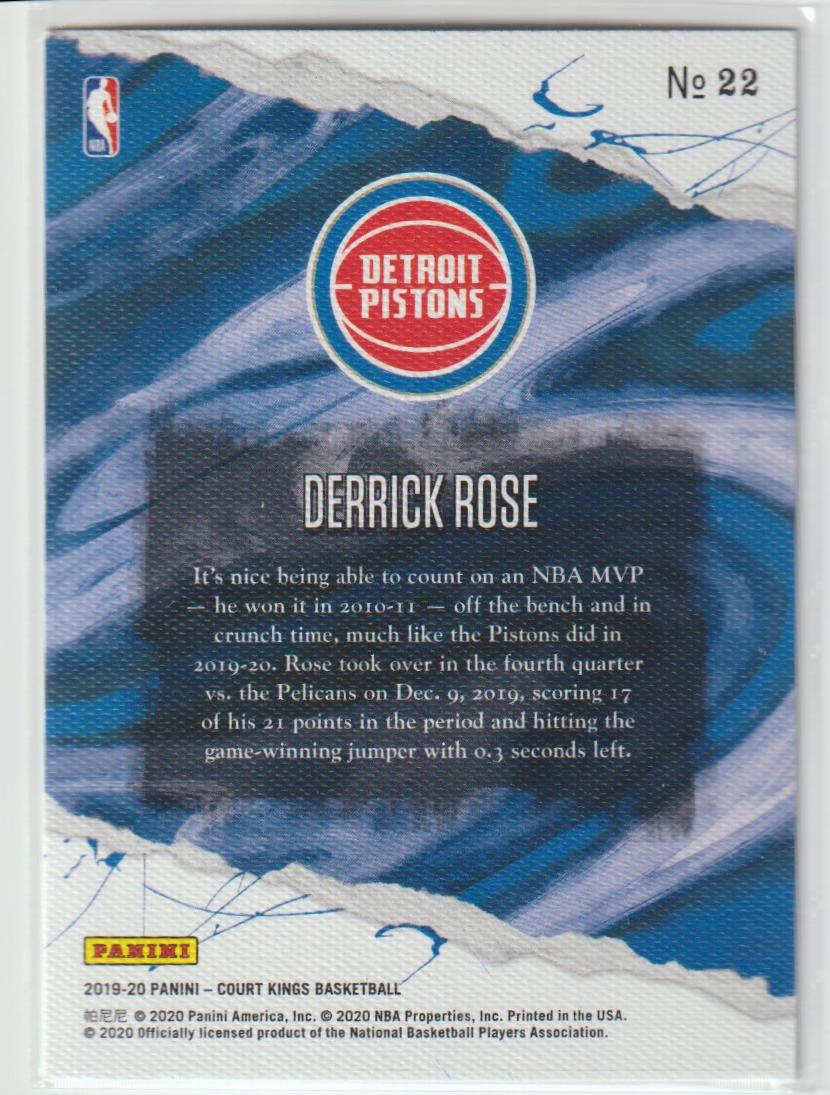 Nº 22
NBA
DETROIT
PISTONS
DERRICK ROSE
It's nice being able to count on an NBA MVP
— he won it in 2010-11 — off the bench and in
crunch time, much like the Pistons did in
2019-20. Rose took over in the fourth quarter
vs. the Pelicans on Dec. 9, 2019, scoring 17
of his 21 points in the period and hitting the
game-winning jumper with 0.3 seconds left.
PANINI
2019-20 PANINI – COURT KINGS BASKETBALL
帕尼尼 © 2020 Panini America, Inc. © 2020 NBA Properties, Inc. Printed in the USA.
© 2020 Officially licensed product of the National Basketball Players Association.